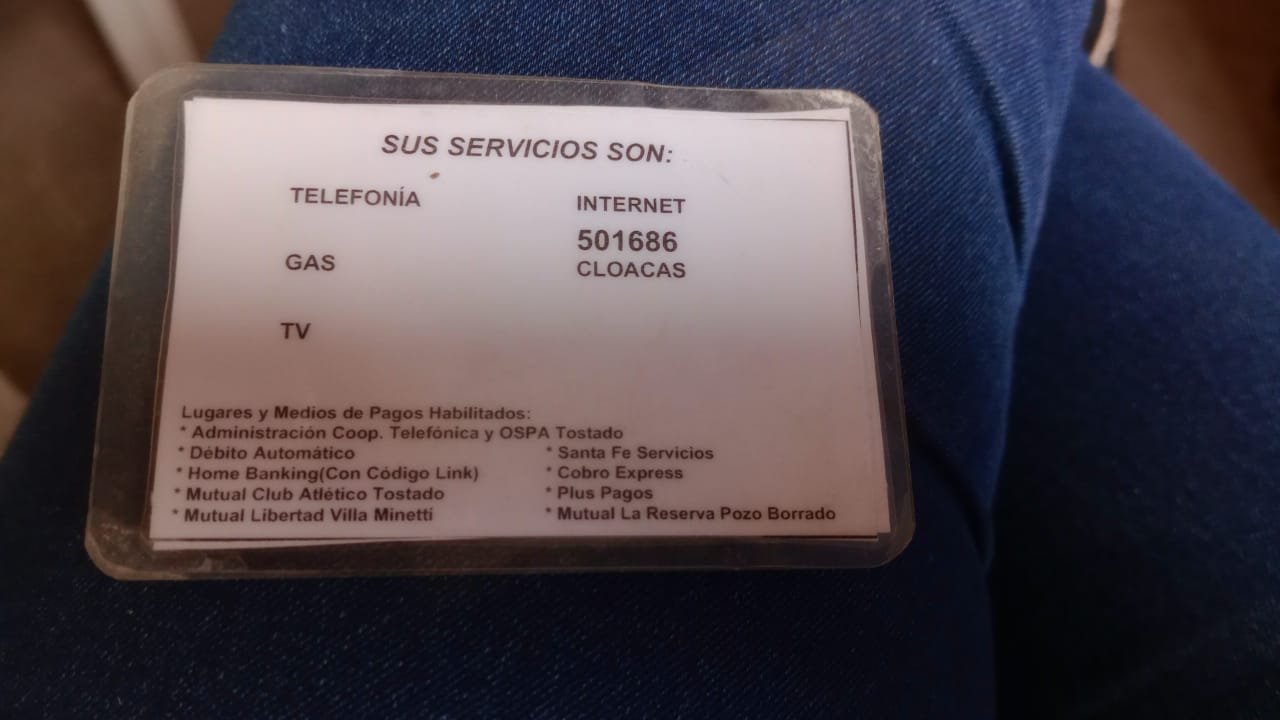 SUS SERVICIOS SON:
TELEFONÍA
INTERNET
501686
GAS
CLOACAS
TV
Lugares y Medios de Pagos Habilitados:
* Administración Coop. Telefónica y OSPA Tostado
* Débito Automático
* Santa Fe Servicios
* Home Banking(Con Código Link)
* Cobro Express
* Mutual Club Atlético Tostado
* Plus Pagos
* Mutual Libertad Villa Minetti
* Mutual La Reserva Pozo Borrado